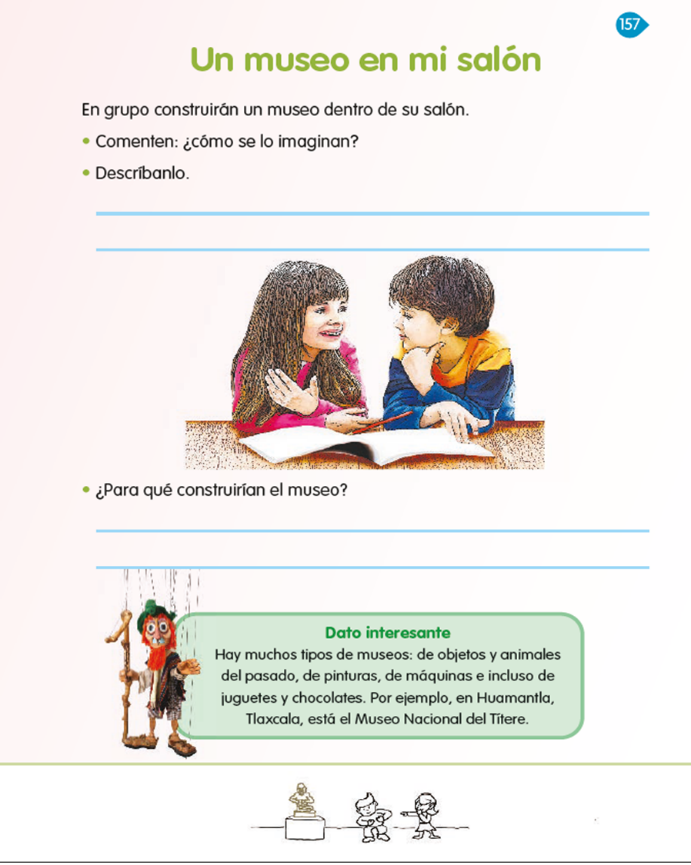 157
Un museo en mi salón
En grupo construirán un museo dentro de su salón.
• Comenten: ¿cómo se lo imaginan?
• Descríbanlo.
• ¿Para qué construirían el museo?
Dato interesante
Hay muchos tipos de museos: de objetos y animales
del pasado, de pinturas, de máquinas e incluso de
juguetes y chocolates. Por ejemplo, en Huamantla,
Tlaxcala, está el Museo Nacional del Títere.